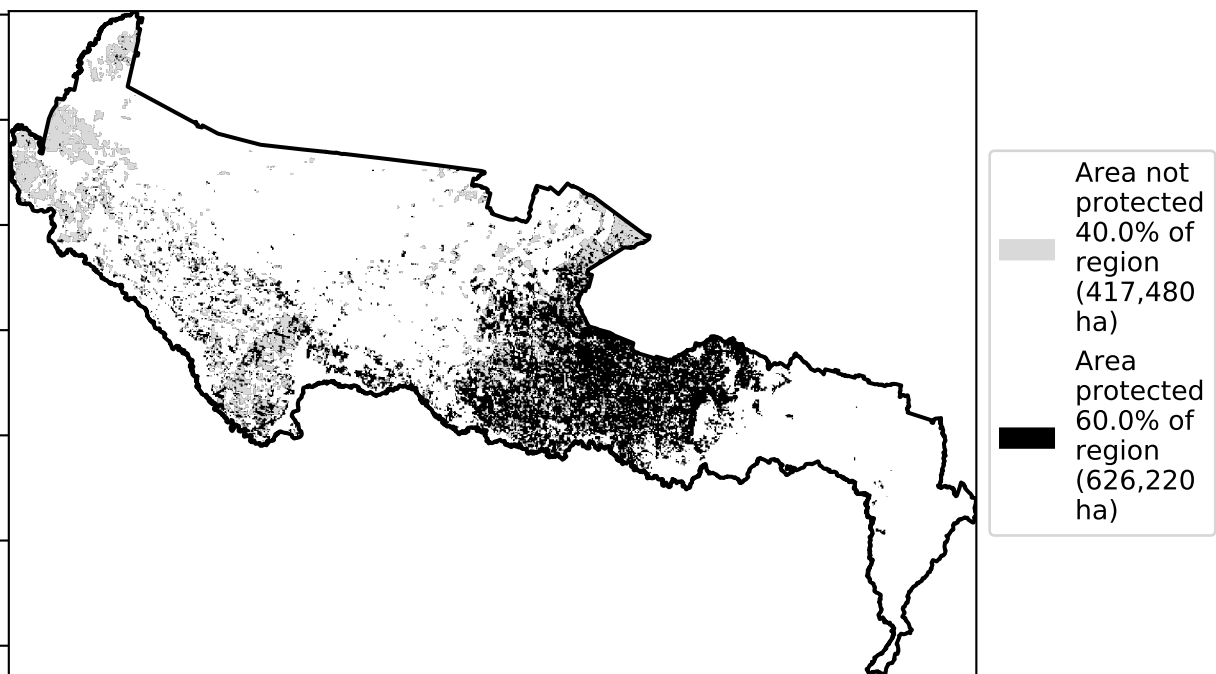 Area not
protected
40.0% of
region
(417,480
ha)
Area
protected
60.0% of
region
(626,220
ha)